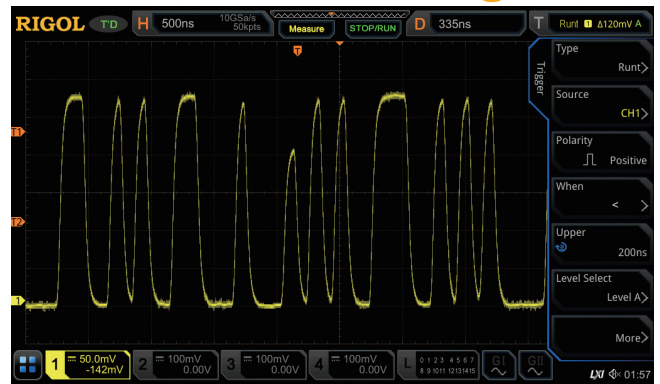 RIGOL T'D H 500ns 10GSa/s 50kpts Measure STOP/RUN D 335ns T Runt 1 Δ120mV A
T
Trigger
Type
Runt>
Source
CH1>
Polarity
Positive
When
< >
Upper
200ns
Level Select
Level A>
More>
T1
T2
1
1 50.0mV -142mV 2 100mV 0.00V 3 100mV 0.00V 4 100mV 0.00V L 0 1 2 3 4 5 6 7 8 9 10 11 12 13 14 15 GI GII
LXI 01:57